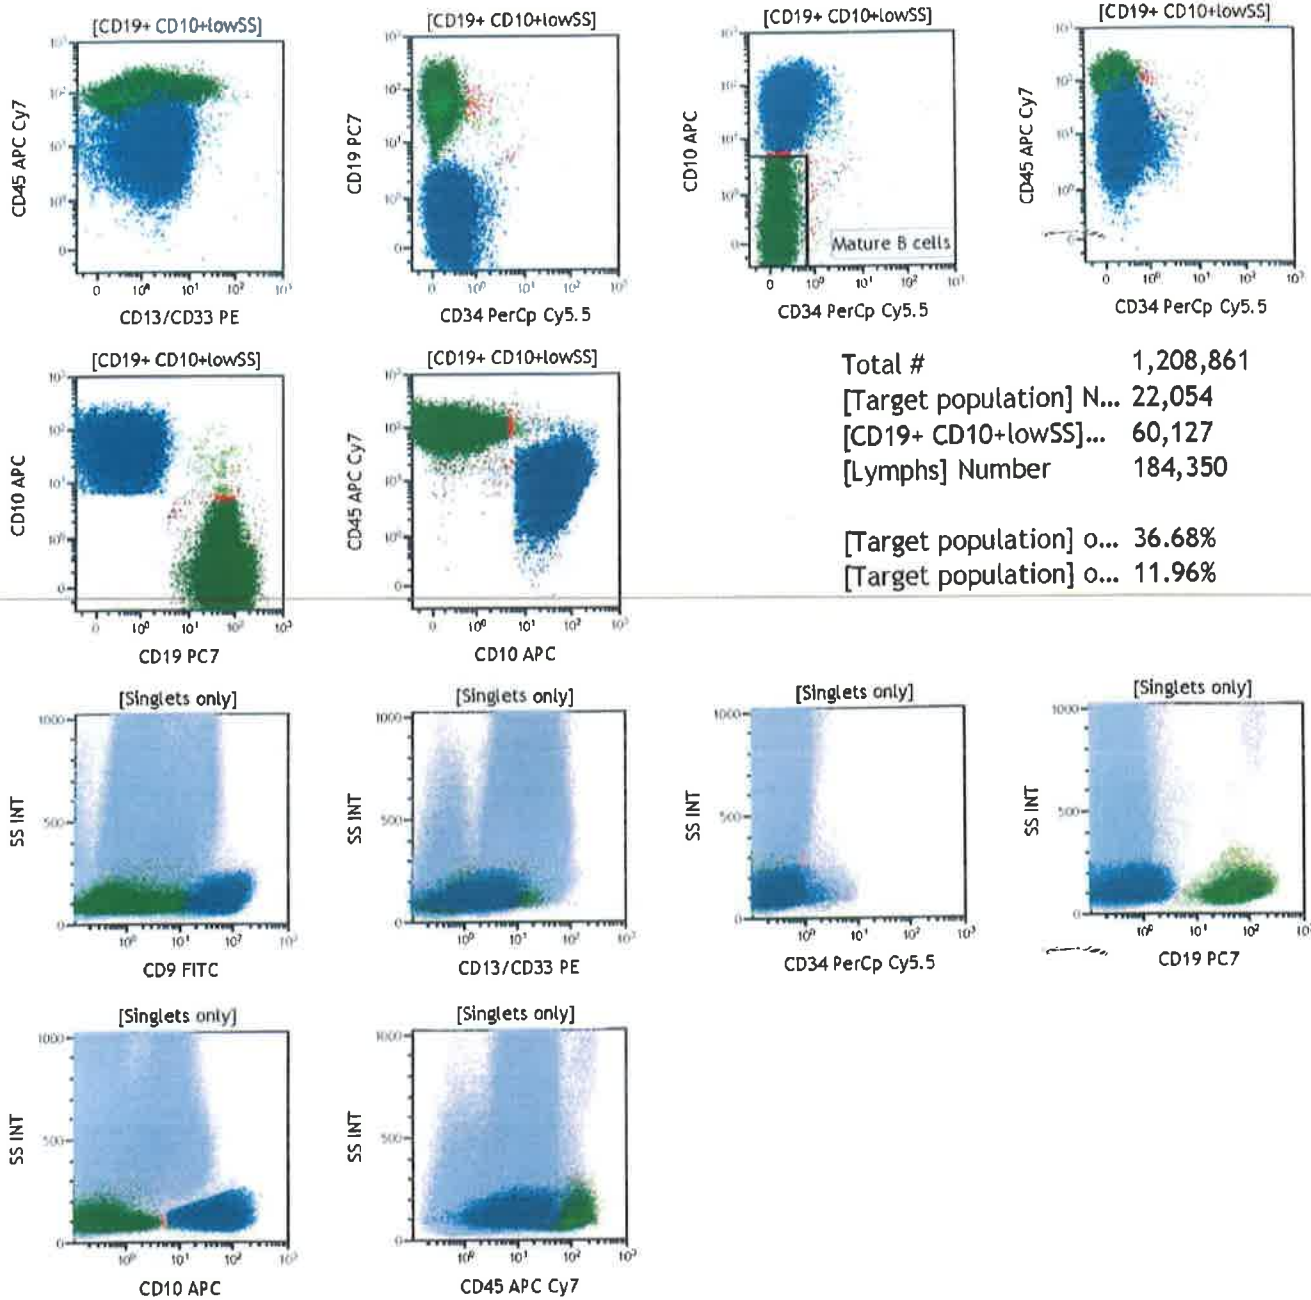 [CD19+ CD10+lowSS]
[CD19+ CD10+lowSS]
[CD19+ CD10+lowSS]
[CD19+ CD10+lowSS]
CD45 APC Cy7
CD19 PC7
CD10 APC
CD45 APC Cy7
Mature B cells
CD13/CD33 PE
CD34 PerCp Cy5.5
CD34 PerCp Cy5.5
CD34 PerCp Cy5.5
[CD19+ CD10+lowSS]
[CD19+ CD10+lowSS]
CD10 APC
CD45 APC Cy7
CD19 PC7
CD10 APC
Total # 1,208,861
[Target population] N... 22,054
[CD19+ CD10+lowSS]... 60,127
[Lymphs] Number 184,350
[Target population] o... 36.68%
[Target population] o... 11.96%
[Singlets only]
[Singlets only]
[Singlets only]
[Singlets only]
SS INT
SS INT
SS INT
SS INT
CD9 FITC
CD13/CD33 PE
CD34 PerCp Cy5.5
CD19 PC7
[Singlets only]
[Singlets only]
SS INT
SS INT
CD10 APC
CD45 APC Cy7